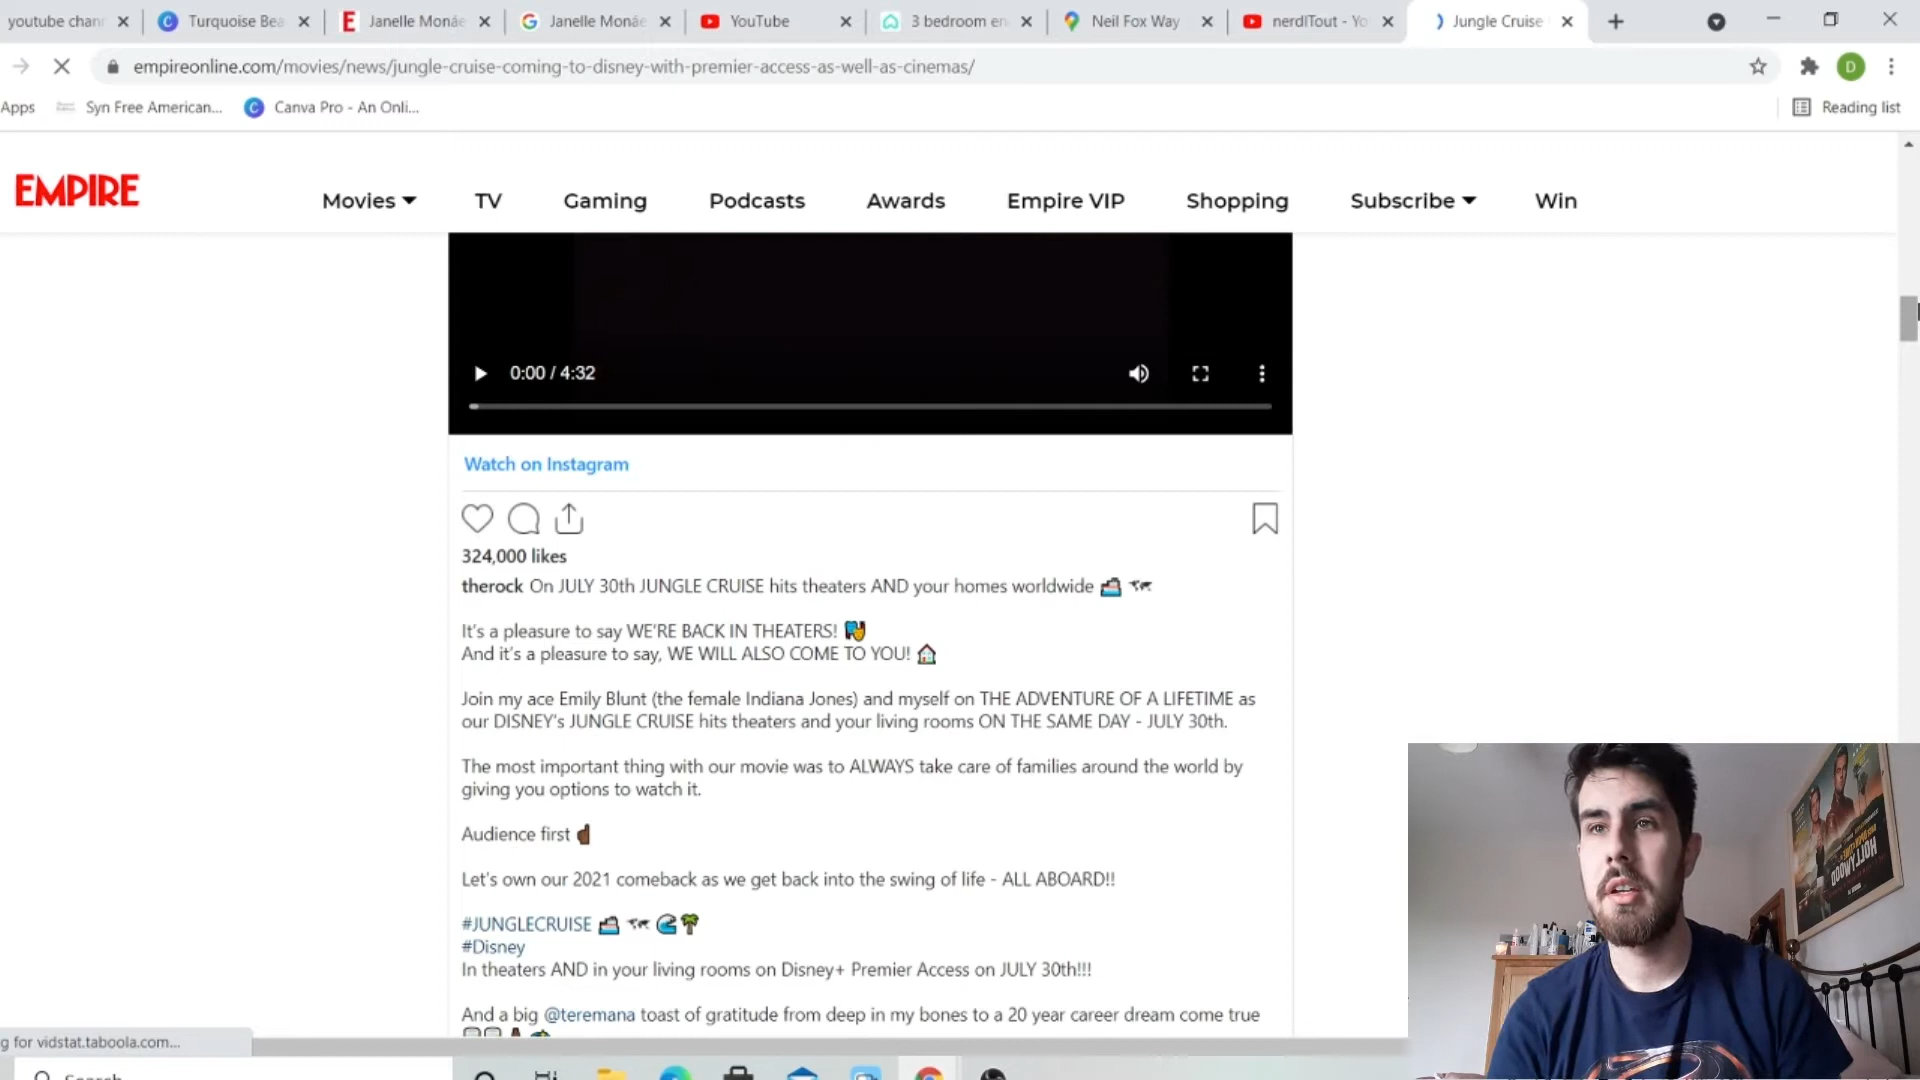 youtube chann
Turquoise Bea
Janelle Monáe
Janelle Monáe
YouTube
3 bedroom en
Neil Fox Way
nerdITout - Yo
Jungle Cruise
empireonline.com/movies/news/jungle-cruise-coming-to-disney-with-premier-access-as-well-as-cinemas/
D
Apps
Syn Free American...
Canva Pro - An Onli...
Reading list
EMPIRE
Movies
TV
Gaming
Podcasts
Awards
Empire VIP
Shopping
Subscribe
Win
0:00 / 4:32
Watch on Instagram
324,000 likes
therock On JULY 30th JUNGLE CRUISE hits theaters AND your homes worldwide 🚢 🗺
It's a pleasure to say WE'RE BACK IN THEATERS! 🎭
And it's a pleasure to say, WE WILL ALSO COME TO YOU! 🏠
Join my ace Emily Blunt (the female Indiana Jones) and myself on THE ADVENTURE OF A LIFETIME as
our DISNEY's JUNGLE CRUISE hits theaters and your living rooms ON THE SAME DAY - JULY 30th.
The most important thing with our movie was to ALWAYS take care of families around the world by
giving you options to watch it.
Audience first ☝🏾
Let's own our 2021 comeback as we get back into the swing of life - ALL ABOARD!!
#JUNGLECRUISE 🚢 🗺 🌊🌴
#Disney
In theaters AND in your living rooms on Disney+ Premier Access on JULY 30th!!!
And a big @teremana toast of gratitude from deep in my bones to a 20 year career dream come true
g for vidstat.taboola.com...
Search
HOLLYWOOD